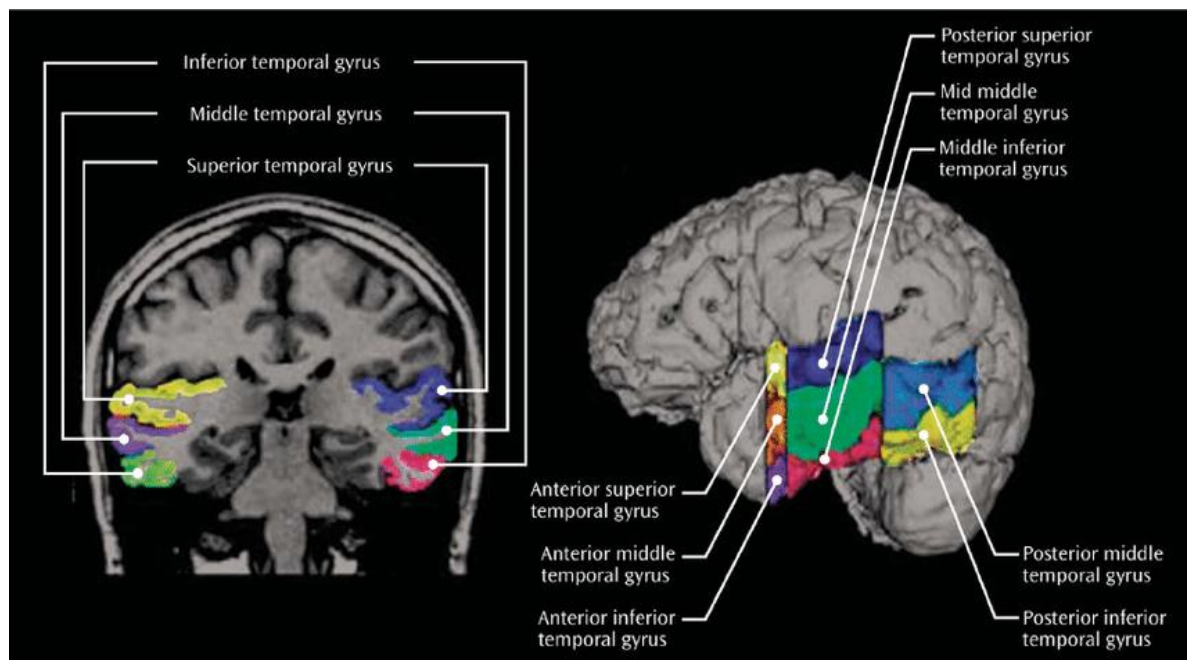 Inferior temporal gyrus
Middle temporal gyrus
Superior temporal gyrus
Posterior superior
temporal gyrus
Mid middle
temporal gyrus
Middle inferior
temporal gyrus
Anterior superior
temporal gyrus
Anterior middle
temporal gyrus
Anterior inferior
temporal gyrus
Posterior middle
temporal gyrus
Posterior inferior
temporal gyrus